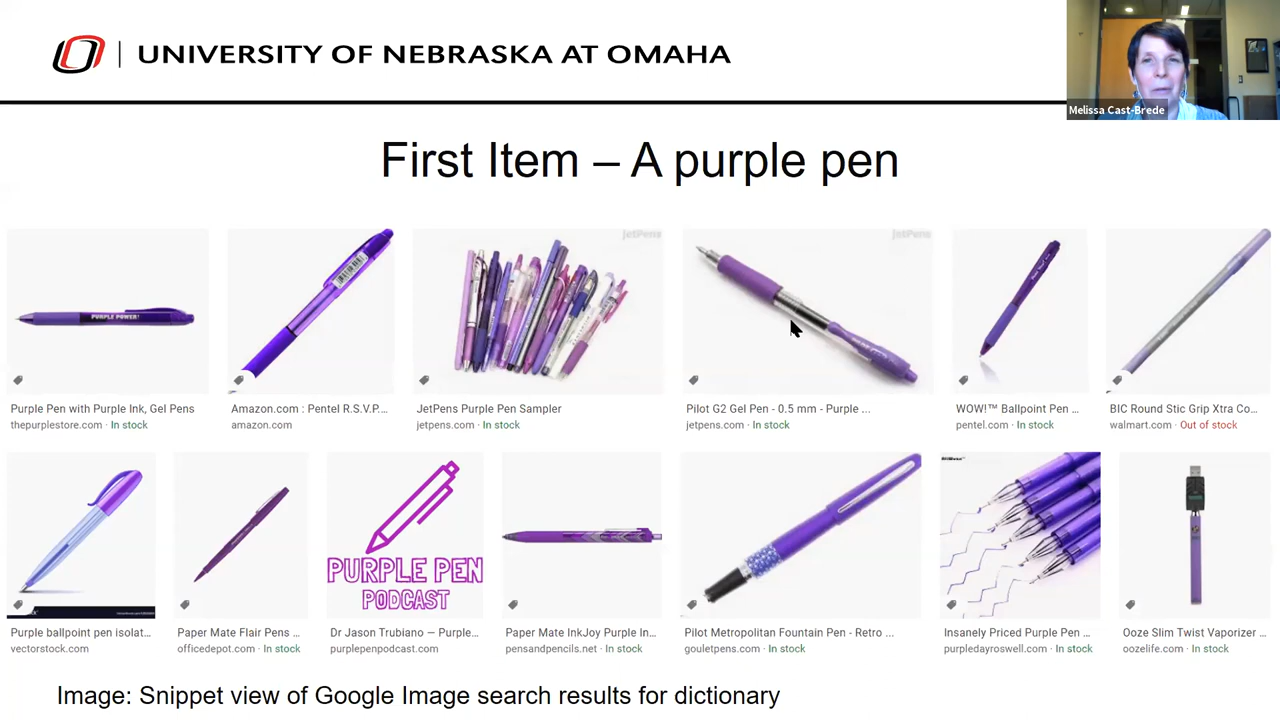 UNIVERSITY OF NEBRASKA AT OMAHA
Melissa Cast-Brede
First Item – A purple pen
jetPens
jetPens
PURPLE POWER!
Purple Pen with Purple Ink, Gel Pens
thepurplestore.com · In stock
Amazon.com : Pentel R.S.V.P....
amazon.com
JetPens Purple Pen Sampler
jetpens.com · In stock
Pilot G2 Gel Pen - 0.5 mm - Purple ...
jetpens.com · In stock
WOW!™ Ballpoint Pen ...
pentel.com · In stock
BIC Round Stic Grip Xtra Co...
walmart.com · Out of stock
PURPLE PEN
PODCAST
Purple ballpoint pen isolat...
vectorstock.com
Paper Mate Flair Pens ...
officedepot.com · In stock
Dr Jason Trubiano — Purple...
purplepenpodcast.com
Paper Mate InkJoy Purple In...
pensandpencils.net · In stock
Pilot Metropolitan Fountain Pen - Retro ...
gouletpens.com · In stock
Insanely Priced Purple Pen ...
purpledayroswell.com · In stock
Ooze Slim Twist Vaporizer ...
oozelife.com · In stock
Image: Snippet view of Google Image search results for dictionary